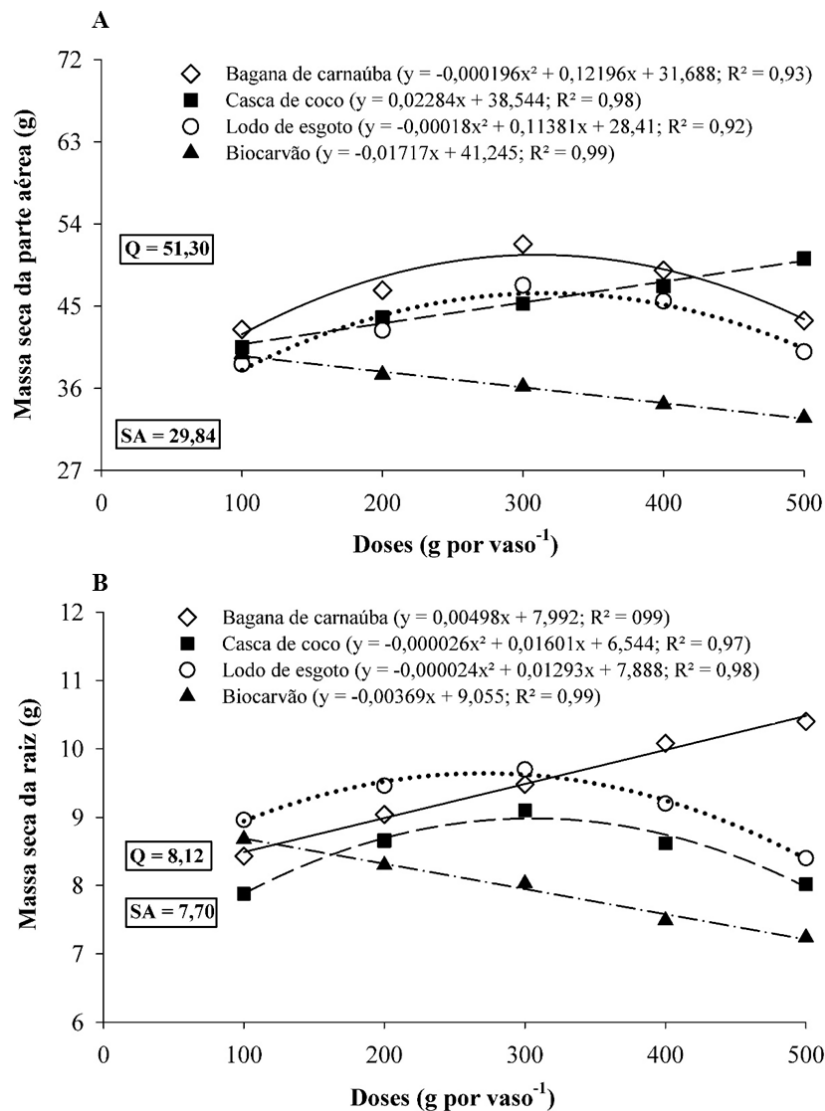 A
72
63
54
45
36
27
Massa seca da parte aérea (g)
Bagana de carnaúba (y = -0,000196x² + 0,12196x + 31,688; R² = 0,93)
Casca de coco (y = 0,02284x + 38,544; R² = 0,98)
Lodo de esgoto (y = -0,00018x² + 0,11381x + 28,41; R² = 0,92)
Biocarvão (y = -0,01717x + 41,245; R² = 0,99)
Q = 51,30
SA = 29,84
0 100 200 300 400 500
Doses (g por vaso⁻¹)
B
12
11
10
9
8
7
6
Massa seca da raiz (g)
Bagana de carnaúba (y = 0,00498x + 7,992; R² = 099)
Casca de coco (y = -0,000026x² + 0,01601x + 6,544; R² = 0,97)
Lodo de esgoto (y = -0,000024x² + 0,01293x + 7,888; R² = 0,98)
Biocarvão (y = -0,00369x + 9,055; R² = 0,99)
Q = 8,12
SA = 7,70
0 100 200 300 400 500
Doses (g por vaso⁻¹)